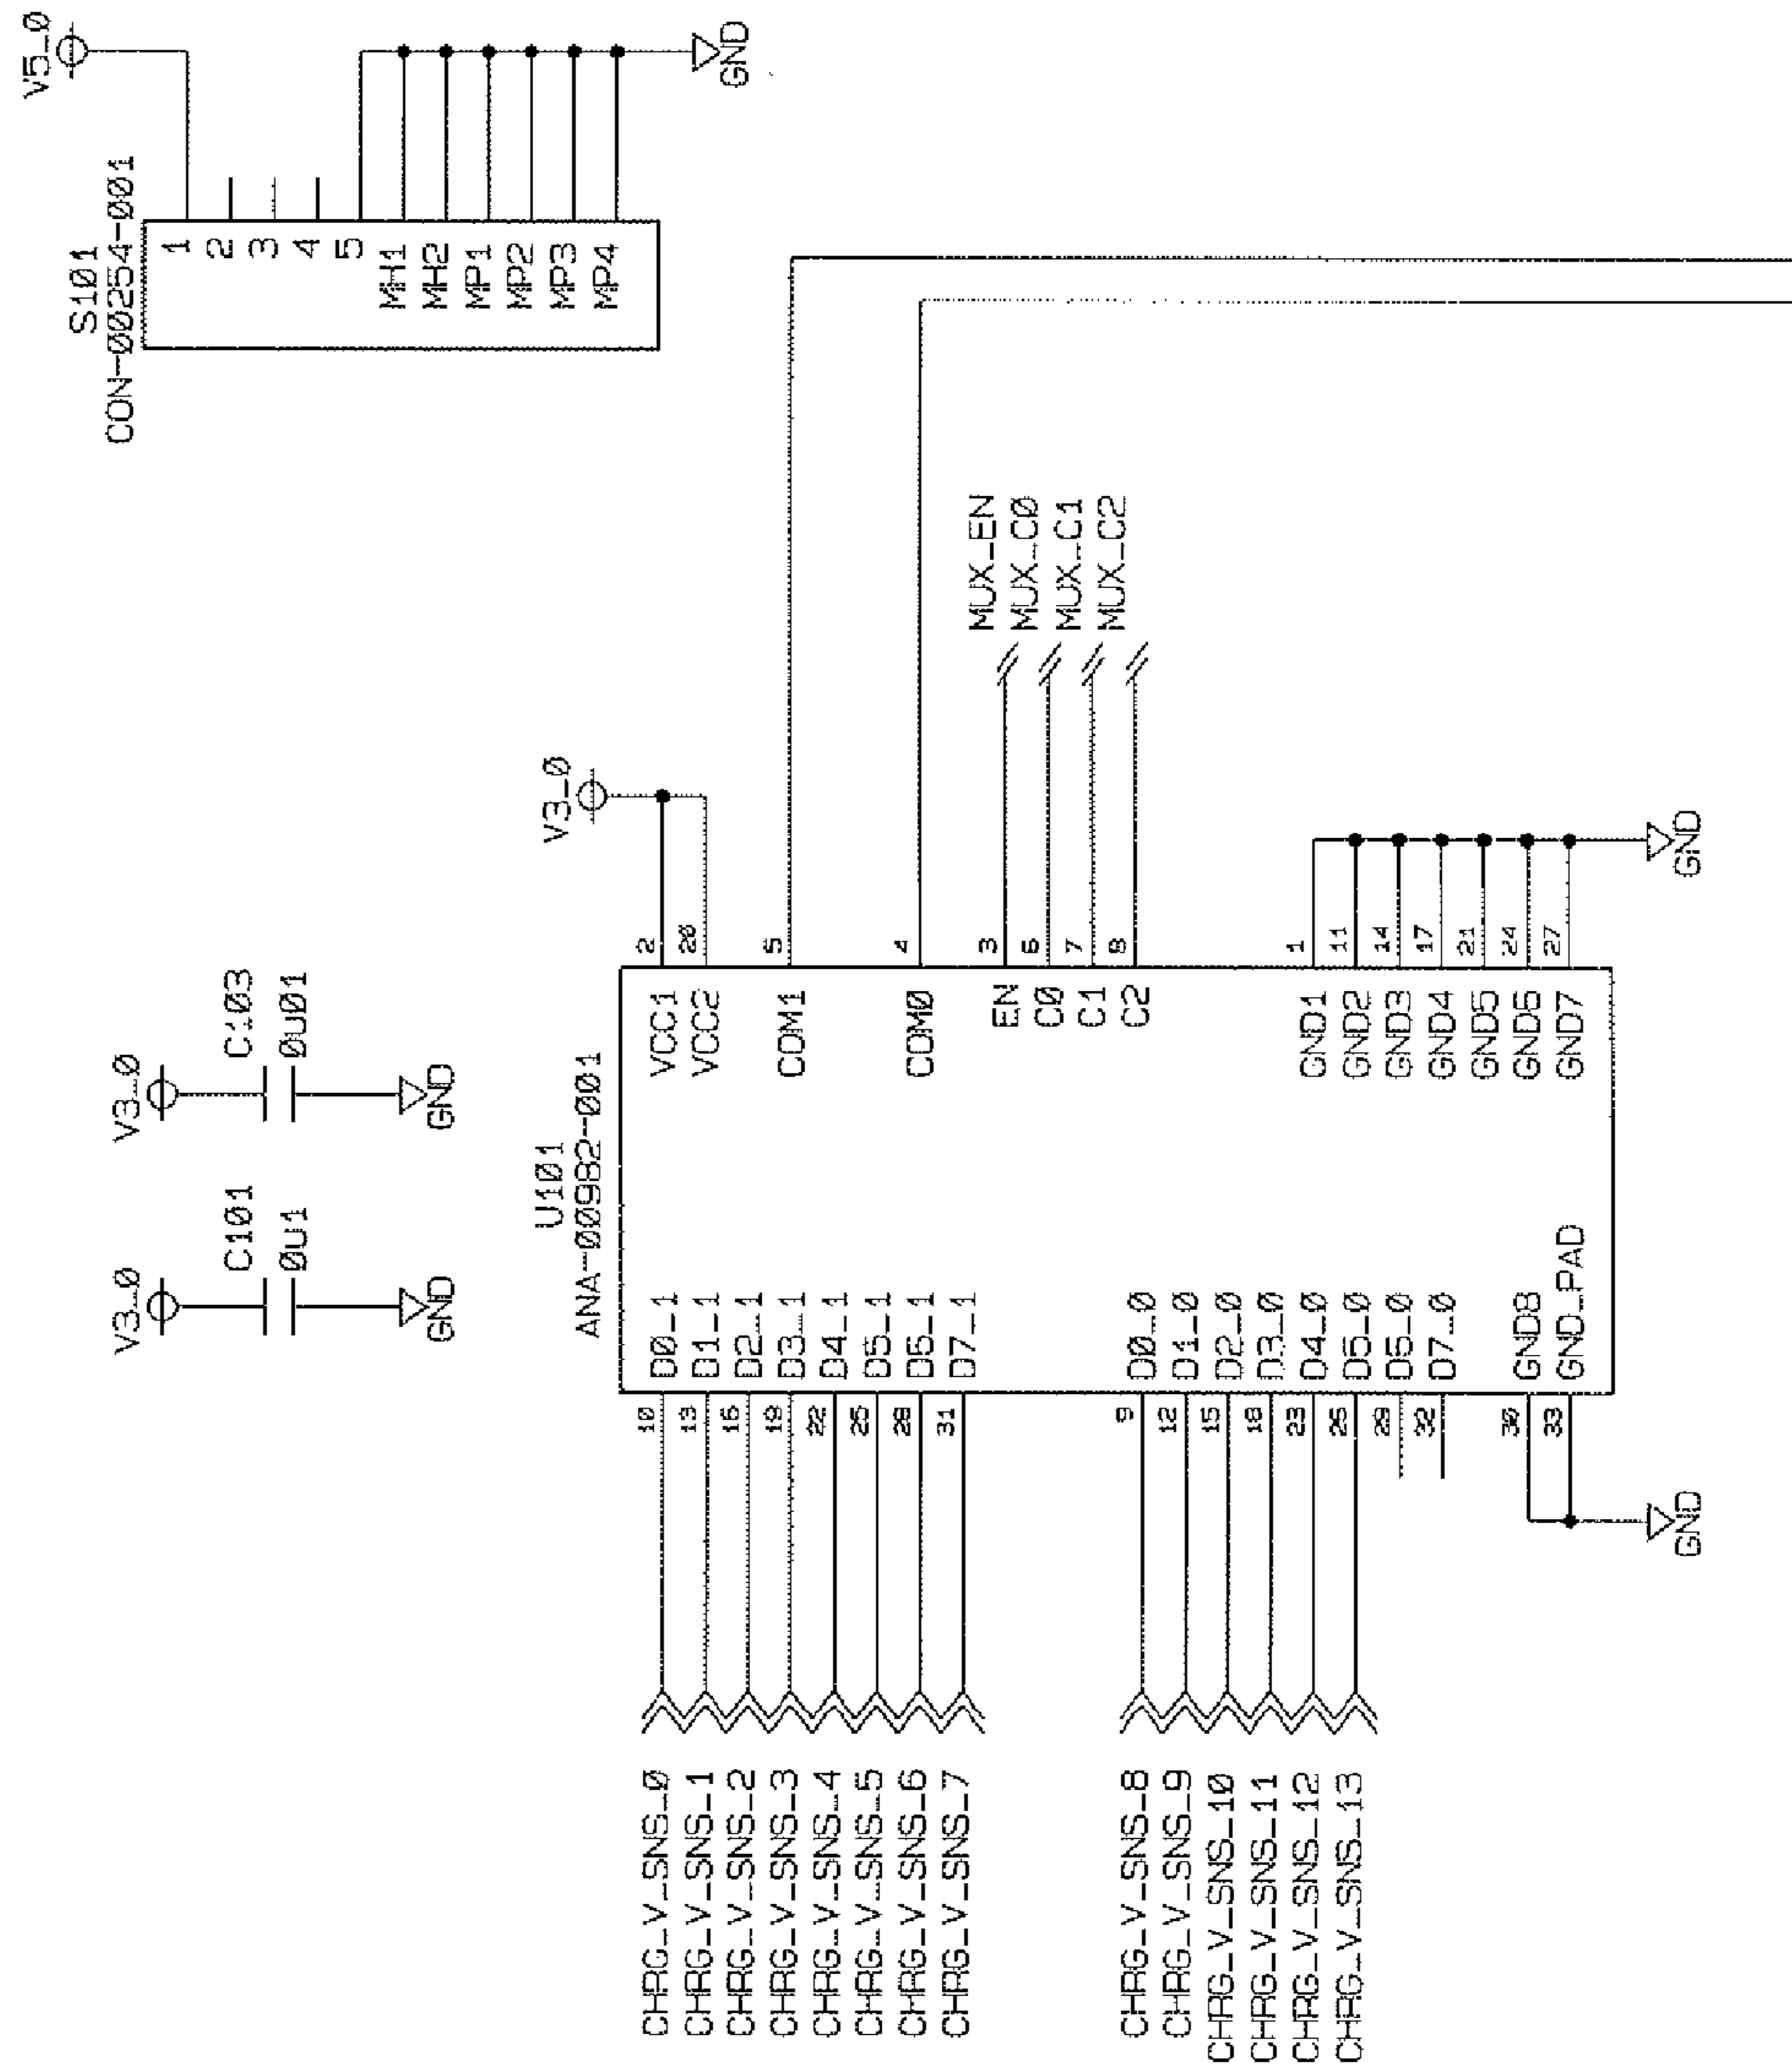 V5_0
S101
CON-00254-001
1
2
3
4
5
MH1
MH2
MP1
MP2
MP3
MP4
GND
V3_0
C101
0u1
GND
V3_0
C103
0u01
GND
U101
ANA-00982-001
V3_0
CHRG_V_SNS_0 10 D0_1 VCC1 2
CHRG_V_SNS_1 13 D1_1 VCC2 20
CHRG_V_SNS_2 16 D2_1
CHRG_V_SNS_3 19 D3_1 COM1 5
CHRG_V_SNS_4 22 D4_1
CHRG_V_SNS_5 25 D5_1
CHRG_V_SNS_6 28 D6_1 COM0 4
CHRG_V_SNS_7 31 D7_1
EN 3 MUX_EN
C0 6 MUX_C0
C1 7 MUX_C1
C2 8 MUX_C2
CHRG_V_SNS_8 9 D0_0
CHRG_V_SNS_9 12 D1_0
CHRG_V_SNS_10 15 D2_0
CHRG_V_SNS_11 18 D3_0
CHRG_V_SNS_12 23 D4_0 GND1 1
CHRG_V_SNS_13 26 D5_0 GND2 11
D6_0 GND3 14
32 D7_0 GND4 17
GND5 21
30 GND8 GND6 24
33 GND_PAD GND7 27
GND
GND